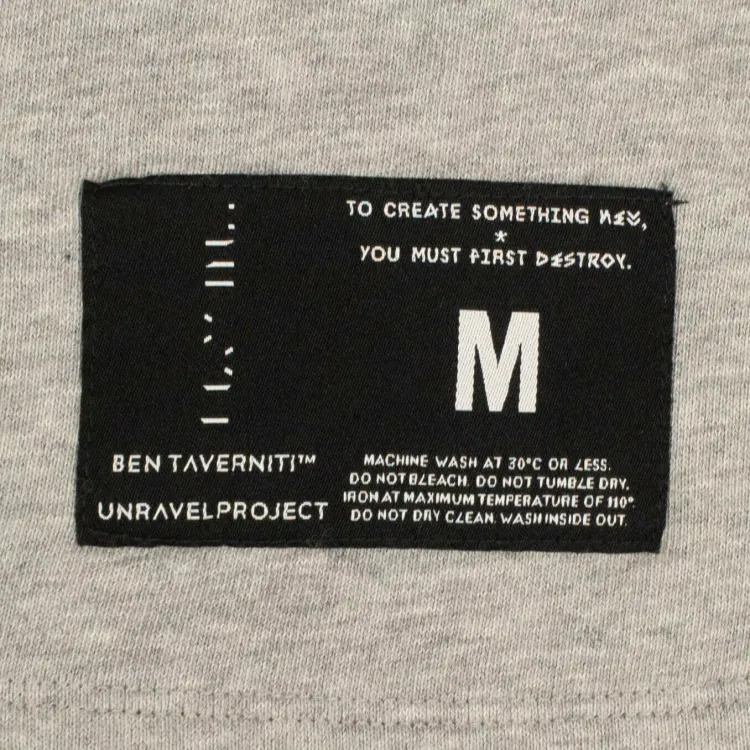 TO CREATE SOMETHING NEW,
*
YOU MUST FIRST DESTROY.
M
BEN TAVERNITI™
UNRAVELPROJECT
MACHINE WASH AT 30°C OR LESS.
DO NOT BLEACH. DO NOT TUMBLE DRY.
IRON AT MAXIMUM TEMPERATURE OF 110°.
DO NOT DRY CLEAN. WASH INSIDE OUT.